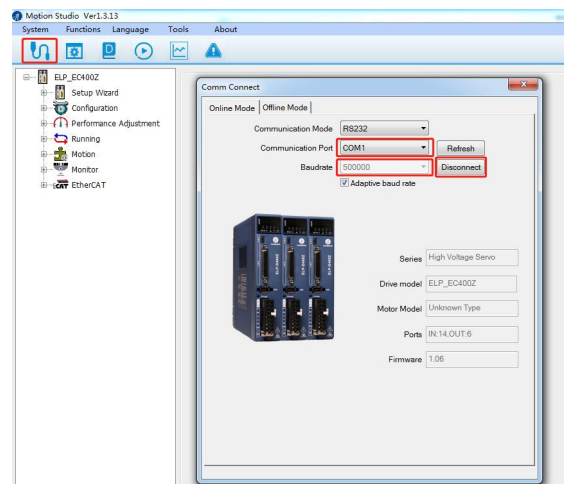 Motion Studio Ver1.3.13
System Functions Language Tools About
ELP_EC400Z
Setup Wizard
Configuration
Performance Adjustment
Running
Motion
Monitor
EtherCAT
Comm Connect
Online Mode Offline Mode
Communication Mode RS232
Communication Port COM1 Refresh
Baudrate 500000 Disconnect
Adaptive baud rate
Series High Voltage Servo
Drive model ELP_EC400Z
Motor Model Unknown Type
Ports IN:14,OUT:6
Firmware 1.06